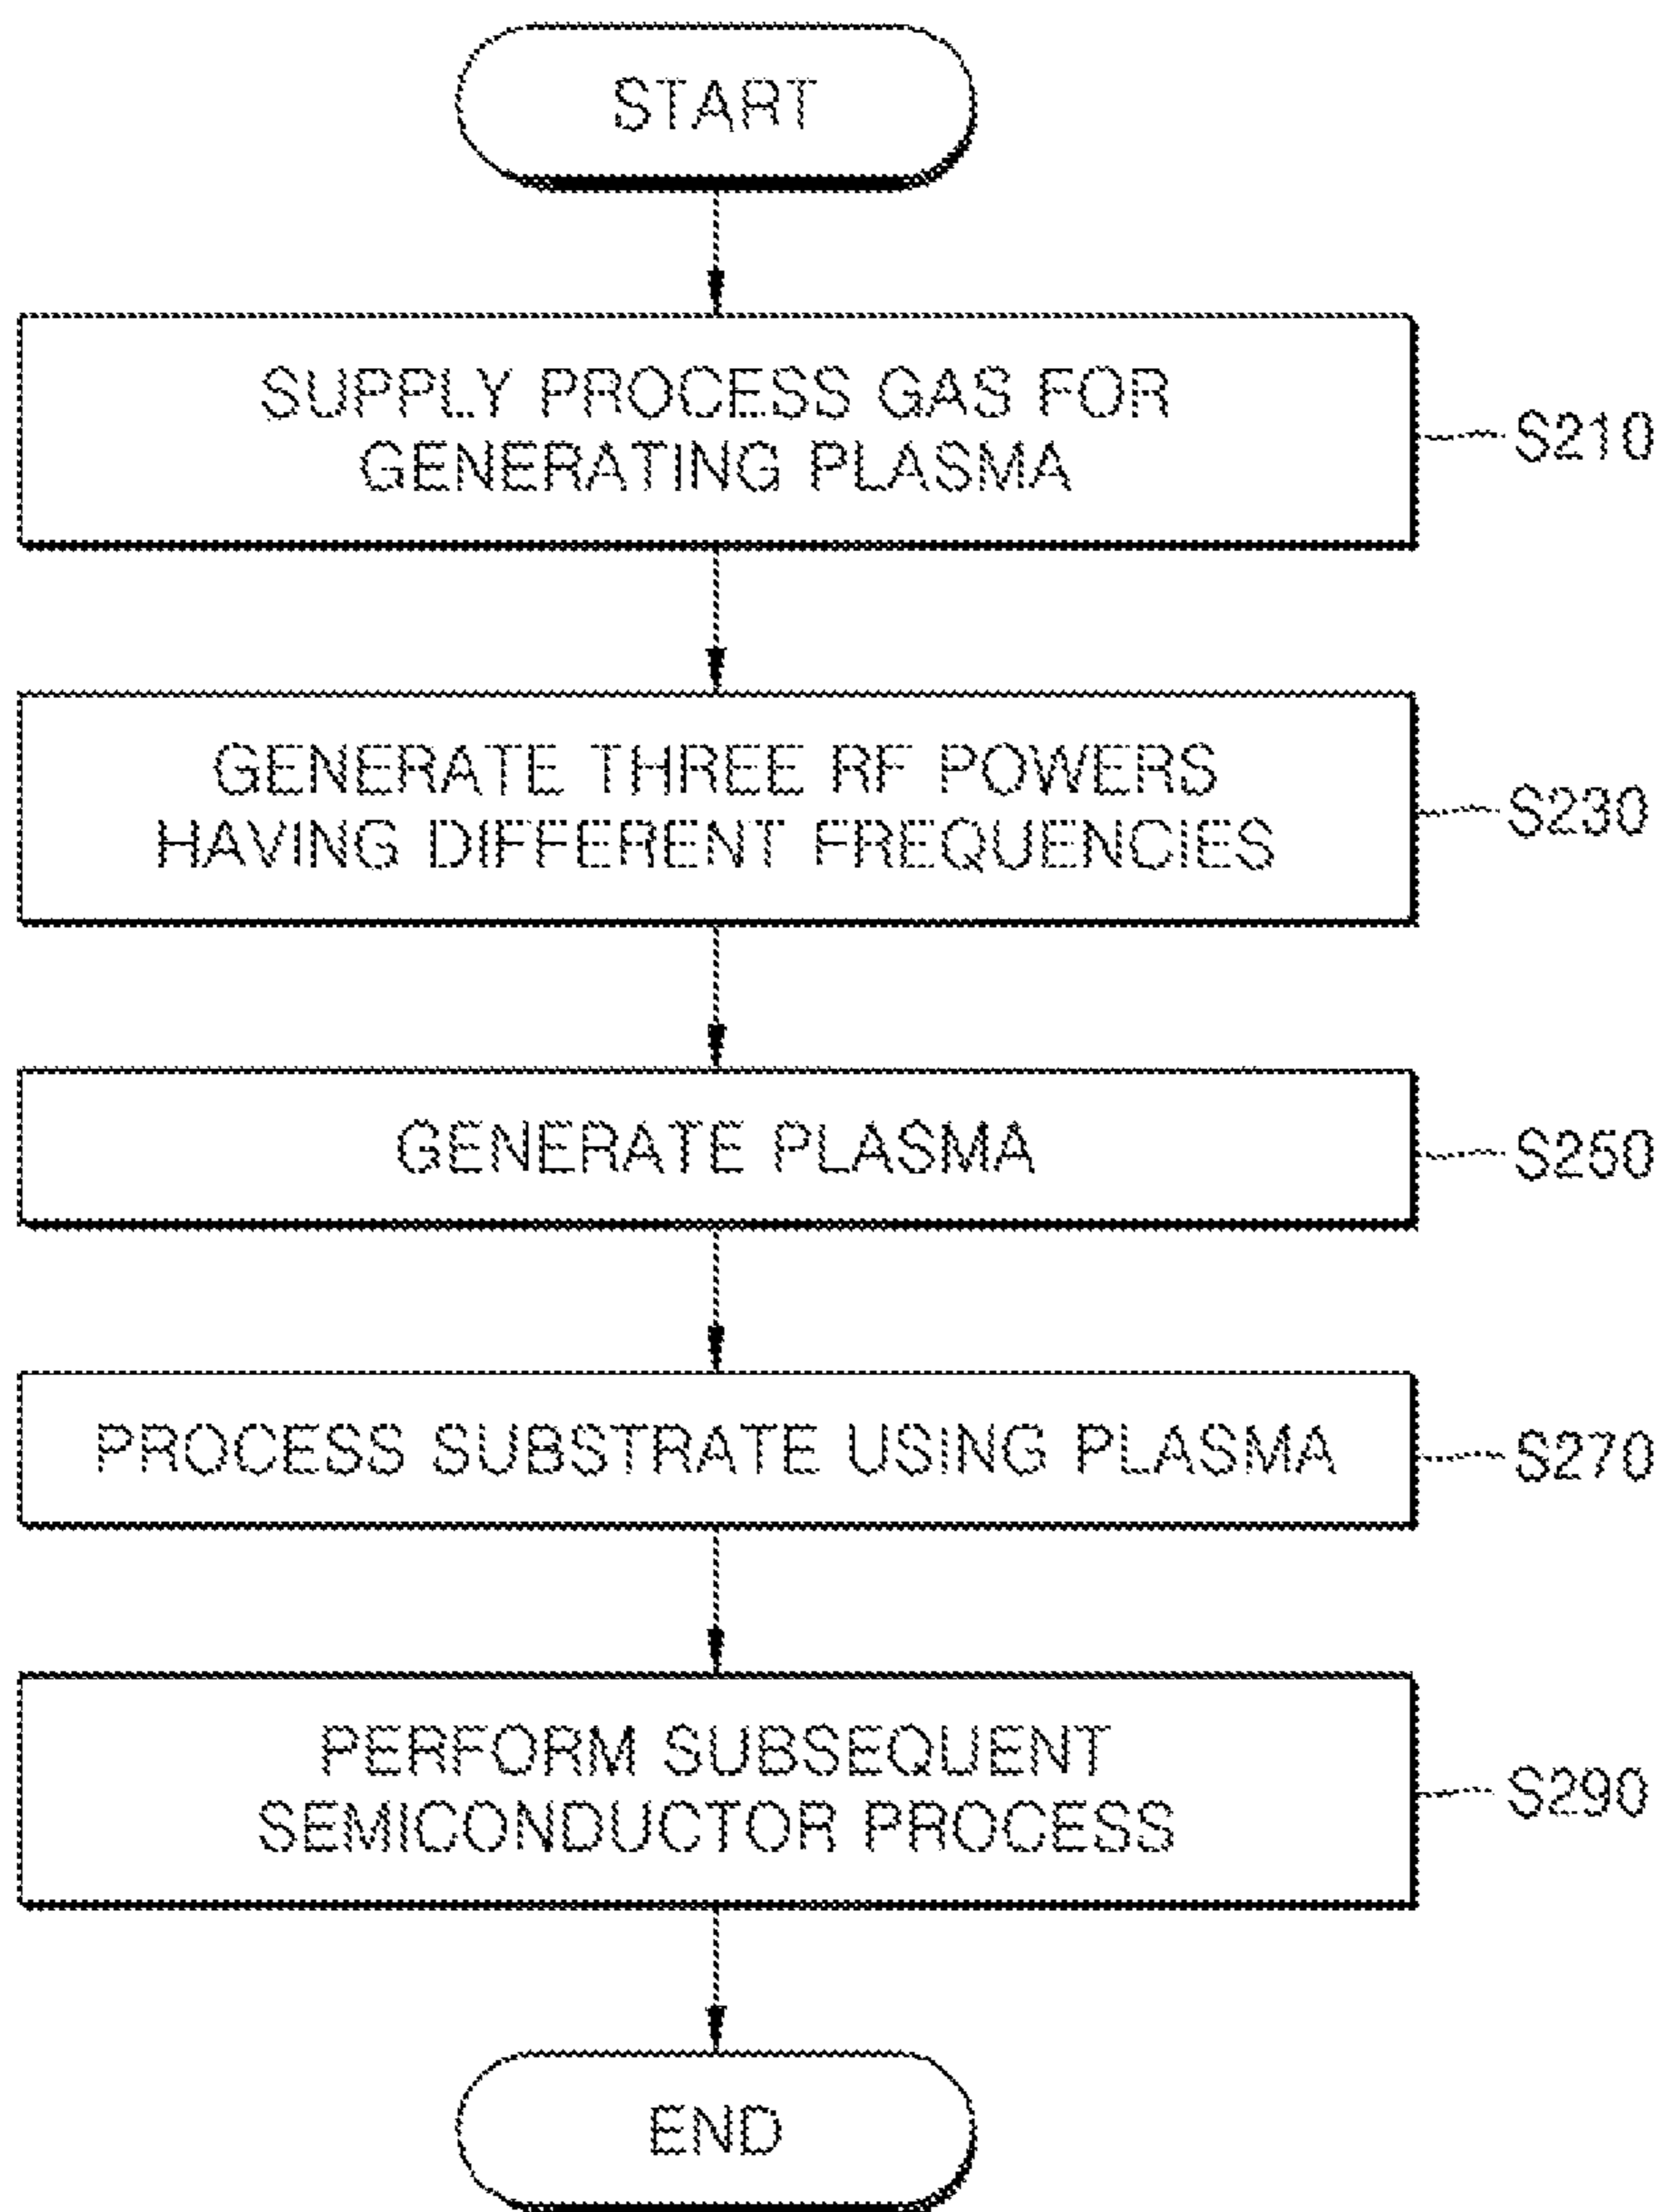 START
SUPPLY PROCESS GAS FOR
GENERATING PLASMA
S210
GENERATE THREE RF POWERS
HAVING DIFFERENT FREQUENCIES
S230
GENERATE PLASMA
S250
PROCESS SUBSTRATE USING PLASMA
S270
PERFORM SUBSEQUENT
SEMICONDUCTOR PROCESS
S290
END